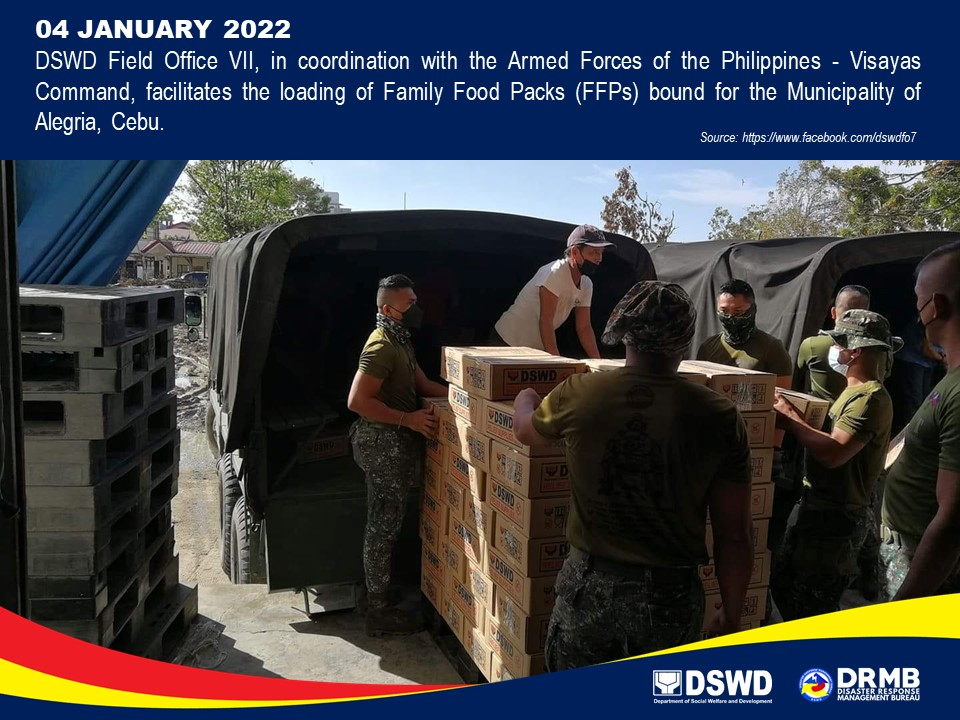 04 JANUARY 2022
DSWD Field Office VII, in coordination with the Armed Forces of the Philippines - Visayas
Command, facilitates the loading of Family Food Packs (FFPs) bound for the Municipality of
Alegria, Cebu.
Source: https://www.facebook.com/dswdfo7
DSWD
DSWD
DSWD
DSWD
DSWD
DSWD
DSWD
DSWD
Department of Social Welfare and Development
DRMB
DISASTER RESPONSE
MANAGEMENT BUREAU